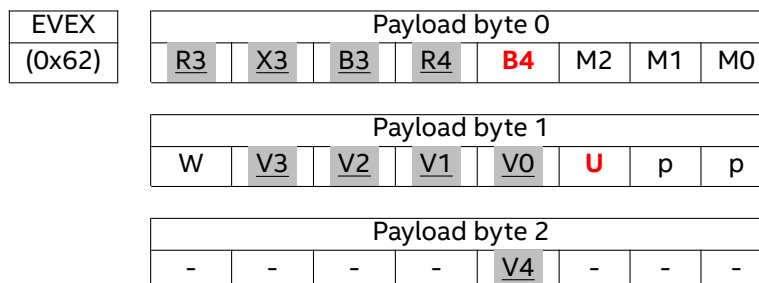 EVEX Payload byte 0
(0x62) R3 X3 B3 R4 B4 M2 M1 M0
Payload byte 1
W V3 V2 V1 V0 U p p
Payload byte 2
- - - - V4 - - -